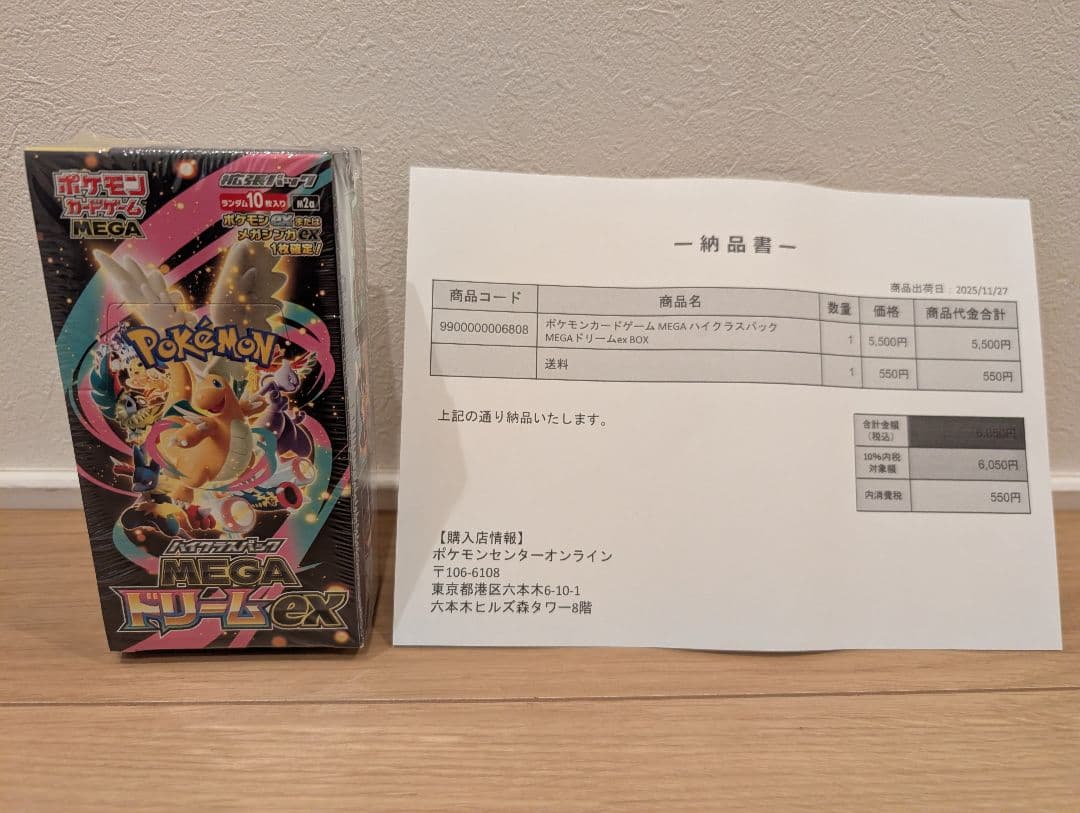 ポケモン
カードゲーム
MEGA
拡張パック
ランダム10枚入り m2a
ポケモンexまたは
メガシンカex
1枚確定!
POKéMON
ハイクラスパック
MEGA
ドリームex
ー納品書ー
商品出荷日:2025/11/27
商品コード 商品名 数量 価格 商品代金合計
9900000006808 ポケモンカードゲーム MEGA ハイクラスパック
MEGAドリームex BOX 1 5,500円 5,500円
送料 1 550円 550円
上記の通り納品いたします。
合計金額
(税込) 6,050円
10%内税
対象額 6,050円
内消費税 550円
【購入店情報】
ポケモンセンターオンライン
〒106-6108
東京都港区六本木6-10-1
六本木ヒルズ森タワー8階